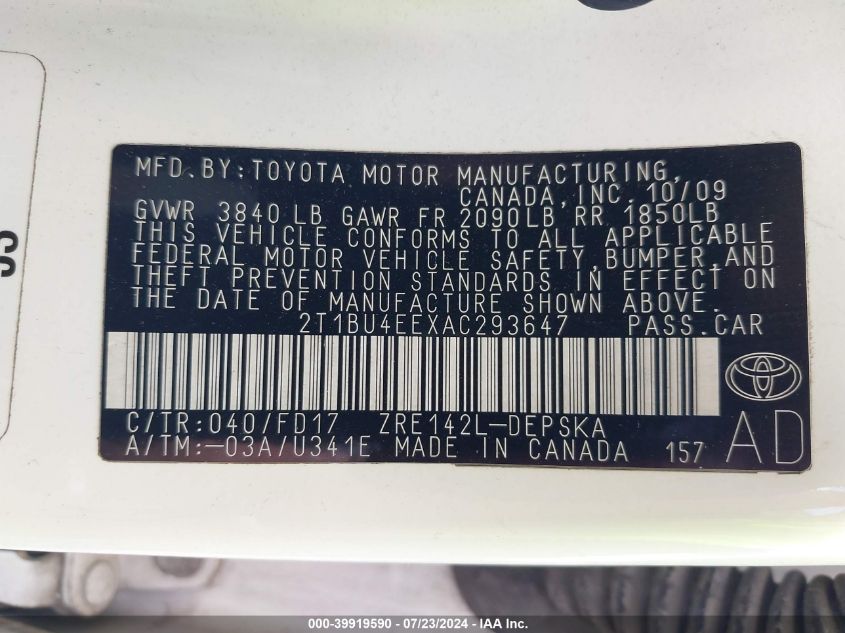 MFD.BY:TOYOTA MOTOR MANUFACTURING,
CANADA,INC. 10/09
GVWR 3840 LB GAWR FR 2090LB RR 1850LB
THIS VEHICLE CONFORMS TO ALL APPLICABLE
FEDERAL MOTOR VEHICLE SAFETY,BUMPER,AND
THEFT PREVENTION STANDARDS IN EFFECT ON
THE DATE OF MANUFACTURE SHOWN ABOVE.
2T1BU4EEXAC293647 PASS.CAR
C/TR:040/FD17 ZRE142L-DEPSKA
A/TM:-03A/U341E MADE IN CANADA 157
AD
000-39919590 - 07/23/2024 - IAA Inc.